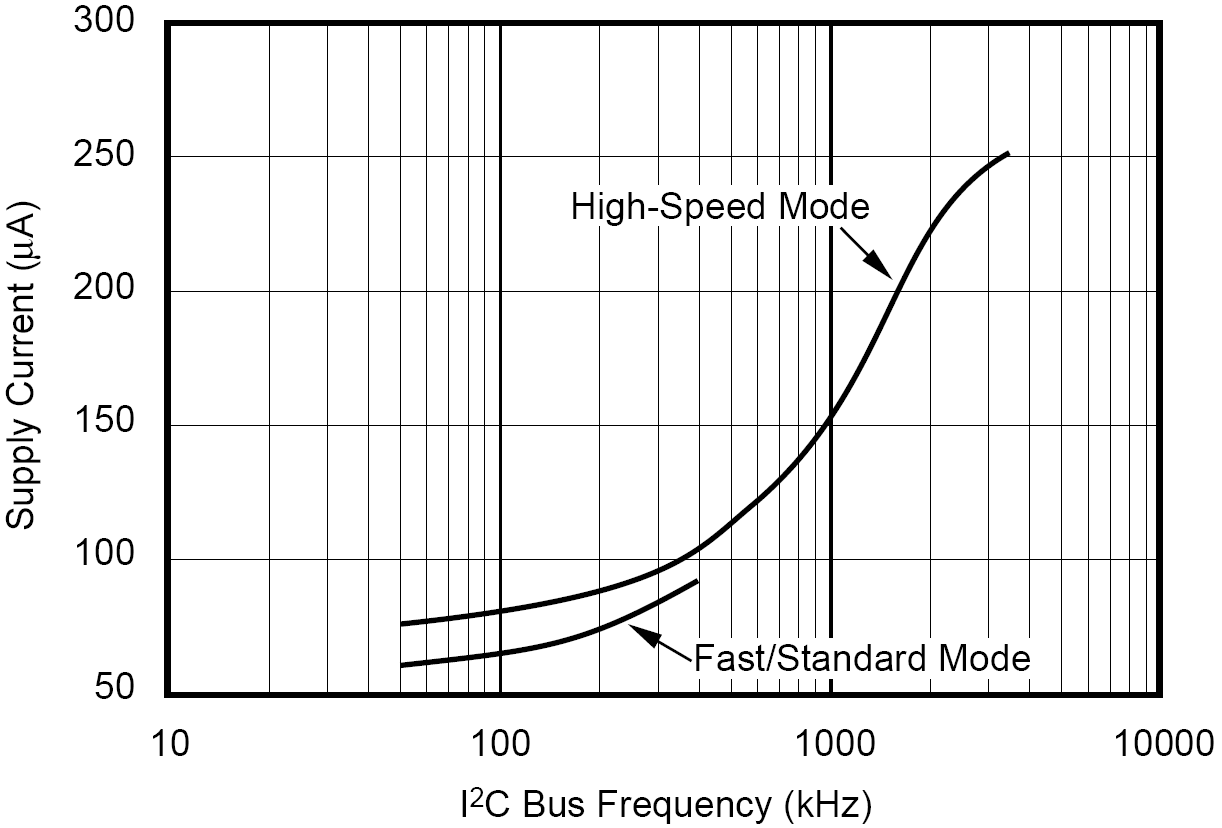 300
250
200
150
100
50
Supply Current (μA)
High-Speed Mode
Fast/Standard Mode
10
100
1000
10000
I²C Bus Frequency (kHz)